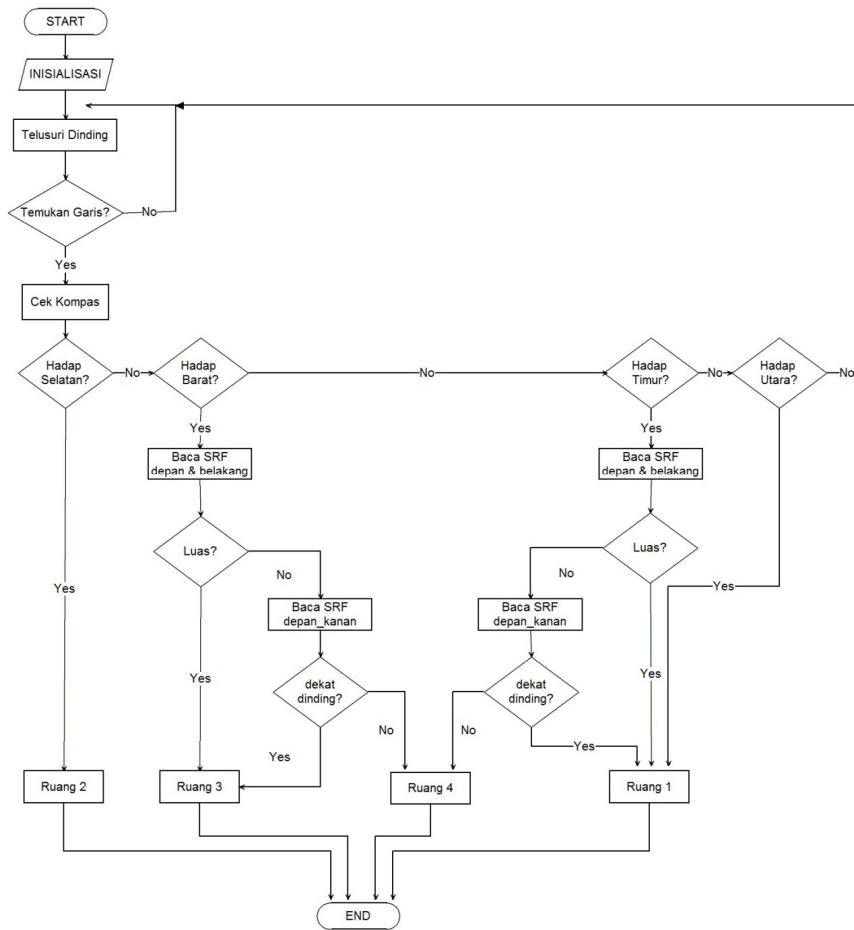 START
INISIALISASI
Telusuri Dinding
Temukan Garis?
No
Yes
Cek Kompas
Hadap
Selatan?
No
Hadap
Barat?
No
Hadap
Timur?
No
Hadap
Utara?
No
Yes
Yes
Baca SRF
depan & belakang
Baca SRF
depan & belakang
Luas?
Luas?
No
No
Yes
Yes
Baca SRF
depan_kanan
Baca SRF
depan_kanan
Yes
Yes
dekat
dinding?
dekat
dinding?
No
No
Yes
Yes
Ruang 2
Ruang 3
Ruang 4
Ruang 1
END